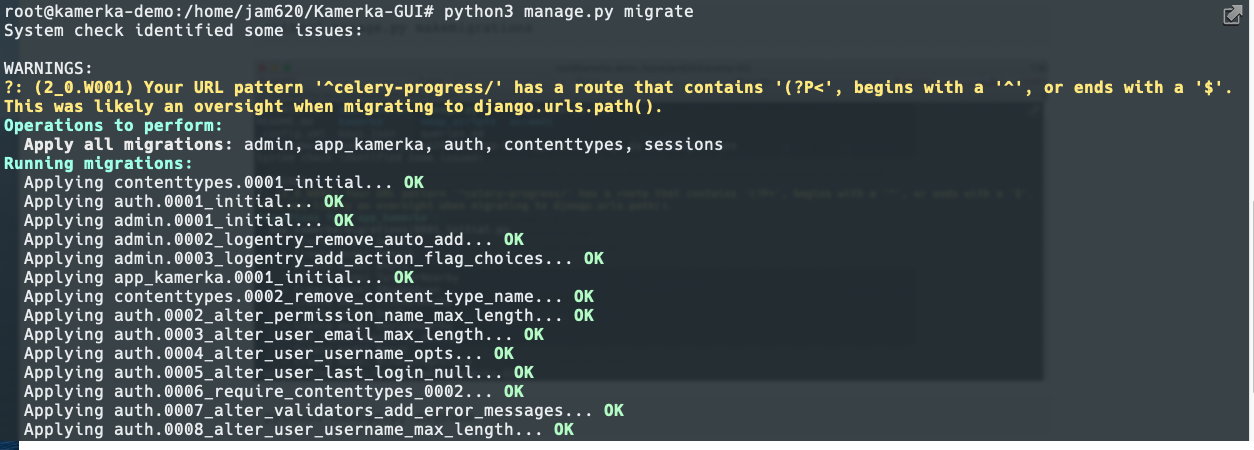 root@kamerka-demo:/home/jam620/Kamerka-GUI# python3 manage.py migrate
System check identified some issues:
WARNINGS:
?: (2_0.W001) Your URL pattern '^celery-progress/' has a route that contains '(?P<', begins with a '^', or ends with a '$'.
This was likely an oversight when migrating to django.urls.path().
Operations to perform:
  Apply all migrations: admin, app_kamerka, auth, contenttypes, sessions
Running migrations:
  Applying contenttypes.0001_initial... OK
  Applying auth.0001_initial... OK
  Applying admin.0001_initial... OK
  Applying admin.0002_logentry_remove_auto_add... OK
  Applying admin.0003_logentry_add_action_flag_choices... OK
  Applying app_kamerka.0001_initial... OK
  Applying contenttypes.0002_remove_content_type_name... OK
  Applying auth.0002_alter_permission_name_max_length... OK
  Applying auth.0003_alter_user_email_max_length... OK
  Applying auth.0004_alter_user_username_opts... OK
  Applying auth.0005_alter_user_last_login_null... OK
  Applying auth.0006_require_contenttypes_0002... OK
  Applying auth.0007_alter_validators_add_error_messages... OK
  Applying auth.0008_alter_user_username_max_length... OK